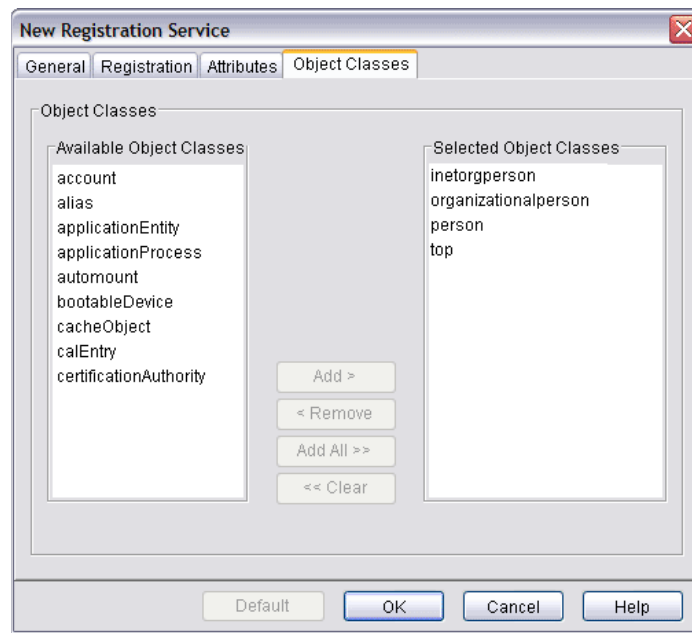 New Registration Service
General
Registration
Attributes
Object Classes
Object Classes
Available Object Classes
account
alias
applicationEntity
applicationProcess
automount
bootableDevice
cacheObject
calEntry
certificationAuthority
Add >
< Remove
Add All >>
<< Clear
Selected Object Classes
inetorgperson
organizationalperson
person
top
Default
OK
Cancel
Help